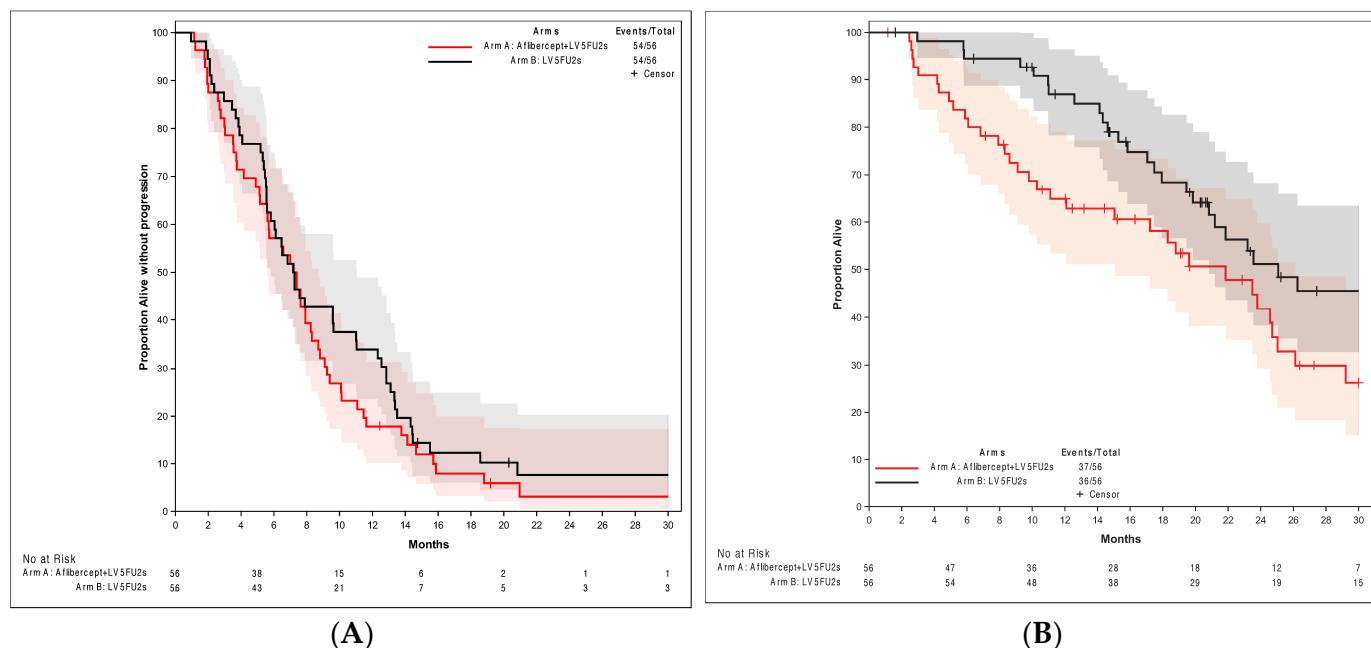 Arms Events/Total
Arm A: Aflibercept+LV5FU2s 54/56
Arm B: LV5FU2s 54/56
+ Censor
Proportion Alive without progression
100
90
80
70
60
50
40
30
20
10
0
0 2 4 6 8 10 12 14 16 18 20 22 24 26 28 30
Months
No at Risk
Arm A: Aflibercept+LV5FU2s 56 38 15 6 2 1 1
Arm B: LV5FU2s 56 43 21 7 5 3 3
(A)
Proportion Alive
100
90
80
70
60
50
40
30
20
10
0
Arms Events/Total
Arm A: Aflibercept+LV5FU2s 37/56
Arm B: LV5FU2s 36/56
+ Censor
0 2 4 6 8 10 12 14 16 18 20 22 24 26 28 30
Months
No at Risk
Arm A: Aflibercept+LV5FU2s 56 47 36 28 18 12 7
Arm B: LV5FU2s 56 54 48 38 29 19 15
(B)